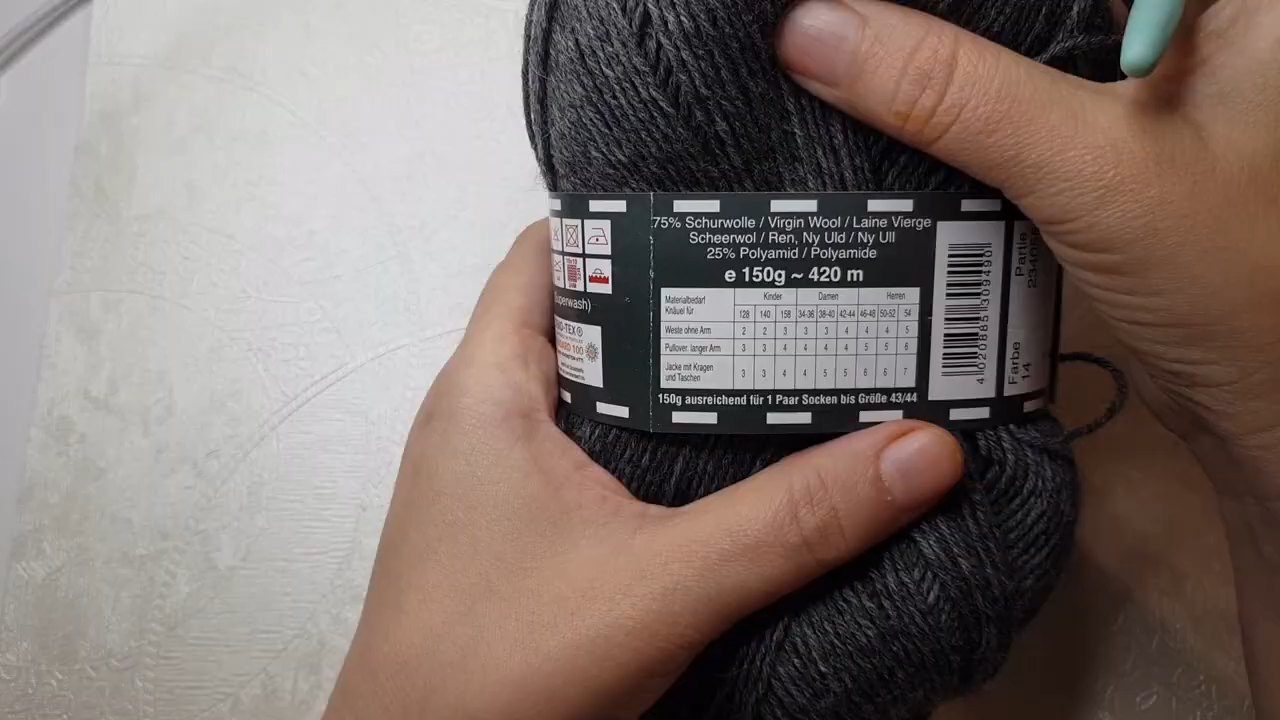 75% Schurwolle / Virgin Wool / Laine Vierge
Scheerwol / Ren, Ny Uld / Ny Ull
25% Polyamid / Polyamide
e 150g ~ 420 m
Materialbedarf
Knäuel für
Kinder Damen Herren
128 140 158 34-36 38-40 42-44 46-48 50-52 54
Weste ohne Arm 2 2 3 3 3 4 4 4 5
Pullover, langer Arm 3 3 4 4 4 4 5 5 6
Jacke mit Kragen
und Taschen
3 3 4 4 5 5 6 6 7
150g ausreichend für 1 Paar Socken bis Größe 43/44
4 020885 309490
Partie
Farbe
14